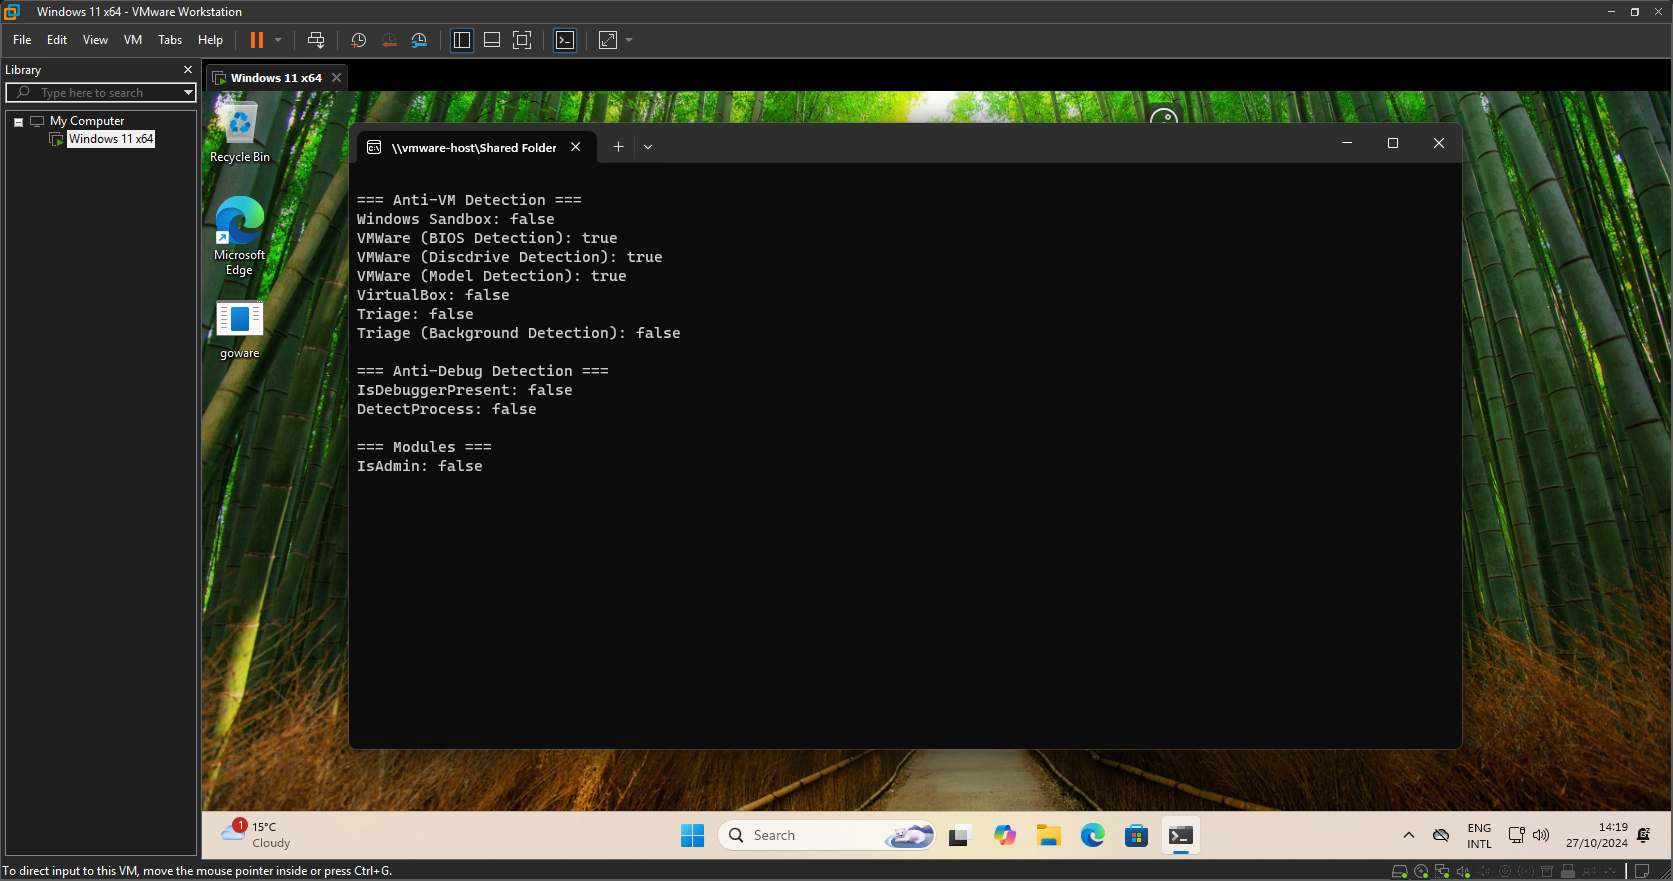 Windows 11 x64 - VMware Workstation
File Edit View VM Tabs Help
Library
Windows 11 x64
Type here to search
My Computer
Windows 11 x64
Recycle Bin
Microsoft
Edge
goware
\\vmware-host\Shared Folder
=== Anti-VM Detection ===
Windows Sandbox: false
VMWare (BIOS Detection): true
VMWare (Discdrive Detection): true
VMWare (Model Detection): true
VirtualBox: false
Triage: false
Triage (Background Detection): false
=== Anti-Debug Detection ===
IsDebuggerPresent: false
DetectProcess: false
=== Modules ===
IsAdmin: false
1
15°C
Cloudy
Search
ENG
INTL
14:19
27/10/2024
To direct input to this VM, move the mouse pointer inside or press Ctrl+G.